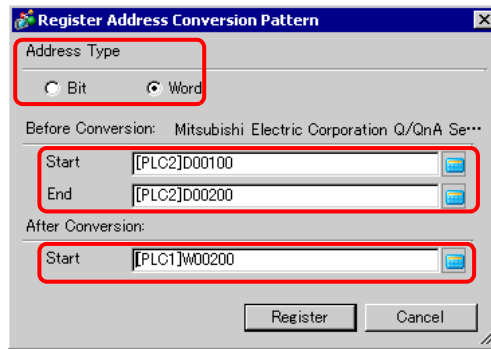 Register Address Conversion Pattern
Address Type
Bit Word
Before Conversion: Mitsubishi Electric Corporation Q/QnA Se···
Start [PLC2]D00100
End [PLC2]D00200
After Conversion:
Start [PLC1]W00200
Register Cancel